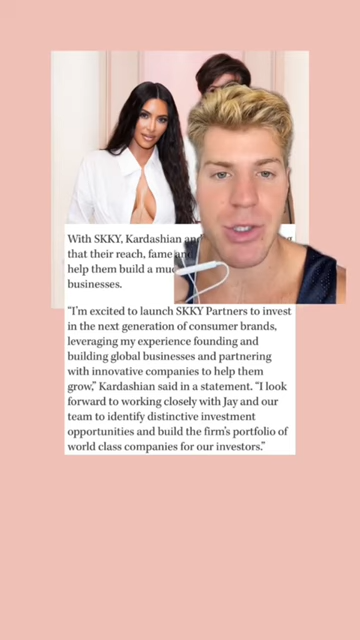 With SKKY, Kardashian an
that their reach, fame an
help them build a muc
businesses.
“I’m excited to launch SKKY Partners to invest
in the next generation of consumer brands,
leveraging my experience founding and
building global businesses and partnering
with innovative companies to help them
grow,” Kardashian said in a statement. “I look
forward to working closely with Jay and our
team to identify distinctive investment
opportunities and build the firm’s portfolio of
world class companies for our investors.”